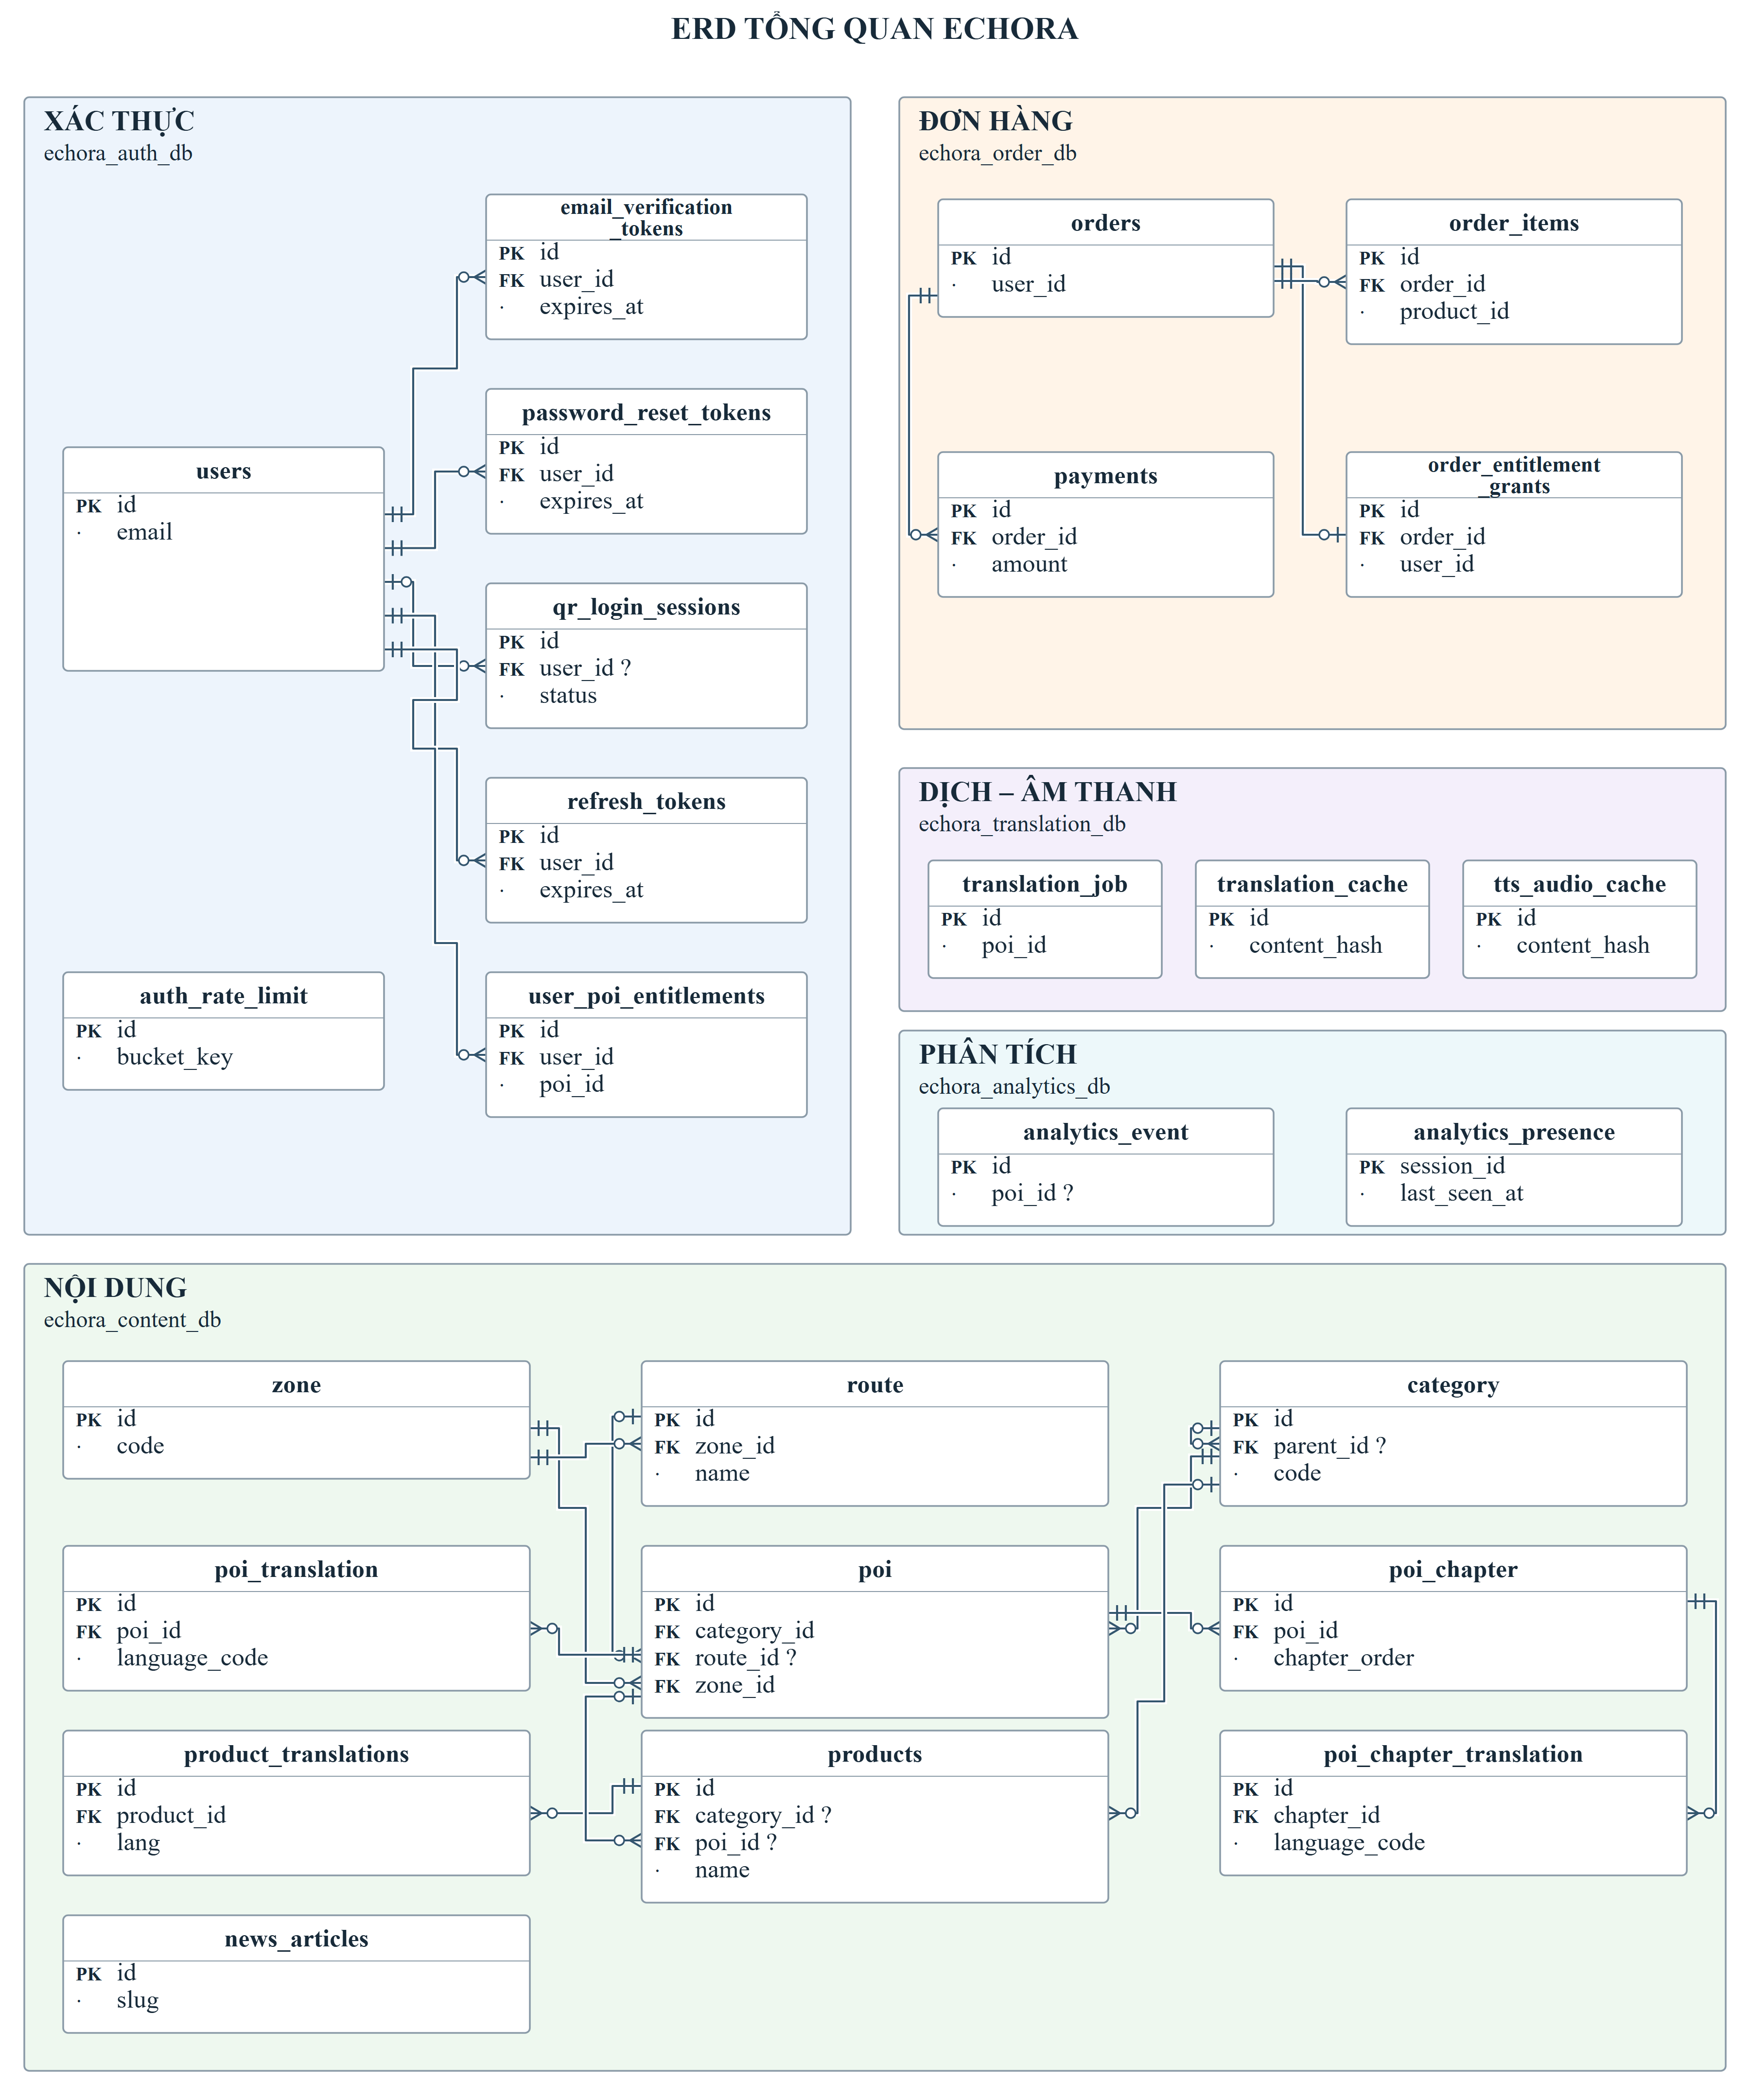 ERD TỔNG QUAN ECHORA
XÁC THỰC
echora_auth_db
email_verification
_tokens
PK id
FK user_id
· expires_at
password_reset_tokens
PK id
FK user_id
· expires_at
users
PK id
· email
qr_login_sessions
PK id
FK user_id ?
· status
refresh_tokens
PK id
FK user_id
· expires_at
auth_rate_limit
PK id
· bucket_key
user_poi_entitlements
PK id
FK user_id
· poi_id
ĐƠN HÀNG
echora_order_db
orders
PK id
· user_id
order_items
PK id
FK order_id
· product_id
payments
PK id
FK order_id
· amount
order_entitlement
_grants
PK id
FK order_id
· user_id
DỊCH – ÂM THANH
echora_translation_db
translation_job
PK id
· poi_id
translation_cache
PK id
· content_hash
tts_audio_cache
PK id
· content_hash
PHÂN TÍCH
echora_analytics_db
analytics_event
PK id
· poi_id ?
analytics_presence
PK session_id
· last_seen_at
NỘI DUNG
echora_content_db
zone
PK id
· code
route
PK id
FK zone_id
· name
category
PK id
FK parent_id ?
· code
poi_translation
PK id
FK poi_id
· language_code
poi
PK id
FK category_id
FK route_id ?
FK zone_id
poi_chapter
PK id
FK poi_id
· chapter_order
product_translations
PK id
FK product_id
· lang
products
PK id
FK category_id ?
FK poi_id ?
· name
poi_chapter_translation
PK id
FK chapter_id
· language_code
news_articles
PK id
· slug